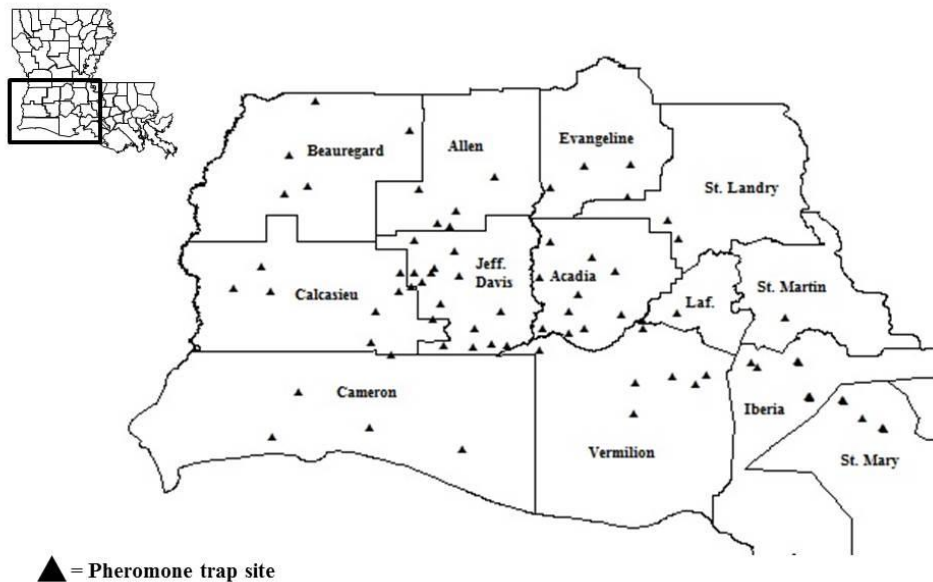 Beauregard
Allen
Evangeline
St. Landry
Calcasieu
Jeff.
Davis
Acadia
Laf.
St. Martin
Cameron
Vermilion
Iberia
St. Mary
= Pheromone trap site